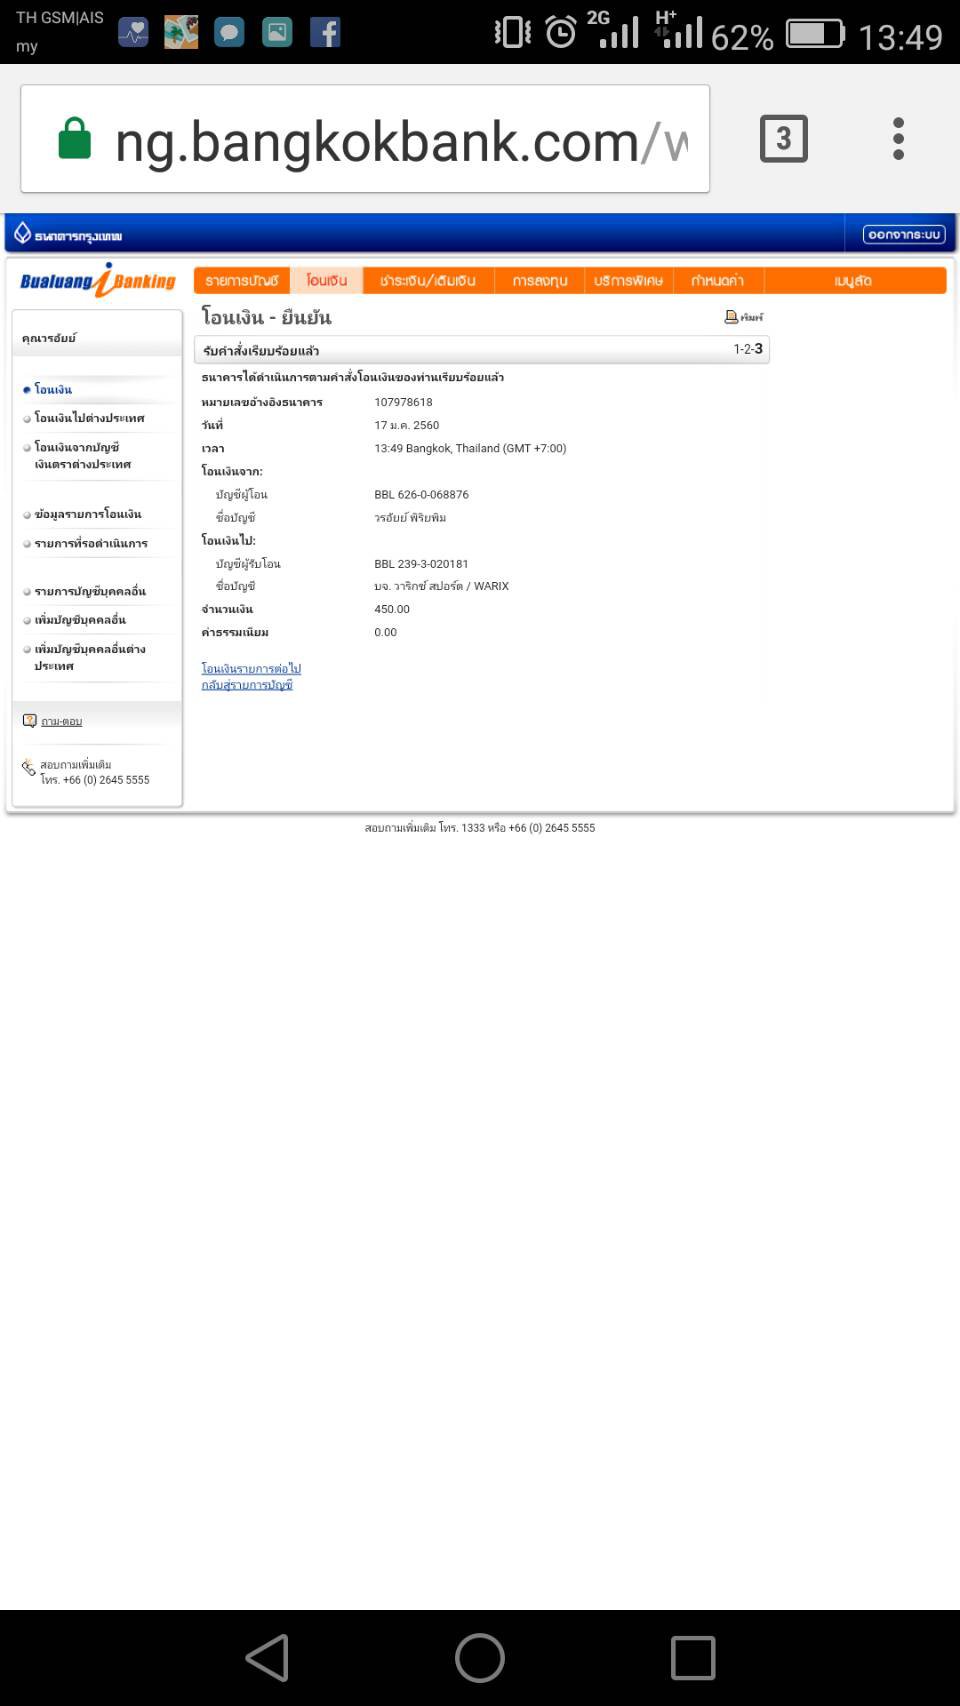 TH GSM|AIS
my
2G
H+
62%
13:49
ng.bangkokbank.com/w
3
ธนาคารกรุงเทพ
ออกจากระบบ
Bualuang iBanking
รายการบัญชี
โอนเงิน
ชำระเงิน/เติมเงิน
การลงทุน
บริการพิเศษ
กำหนดค่า
เมนูลัด
คุณวรอัยย์
โอนเงิน
โอนเงินไปต่างประเทศ
โอนเงินจากบัญชี
เงินตราต่างประเทศ
ข้อมูลรายการโอนเงิน
รายการที่รอดำเนินการ
รายการบัญชีบุคคลอื่น
เพิ่มบัญชีบุคคลอื่น
เพิ่มบัญชีบุคคลอื่นต่าง
ประเทศ
ถาม-ตอบ
สอบถามเพิ่มเติม
โทร. +66 (0) 2645 5555
โอนเงิน - ยืนยัน
พิมพ์
รับคำสั่งเรียบร้อยแล้ว
1-2-3
ธนาคารได้ดำเนินการตามคำสั่งโอนเงินของท่านเรียบร้อยแล้ว
หมายเลขอ้างอิงธนาคาร 107978618
วันที่ 17 ม.ค. 2560
เวลา 13:49 Bangkok, Thailand (GMT +7:00)
โอนเงินจาก:
บัญชีผู้โอน BBL 626-0-068876
ชื่อบัญชี วรอัยย์ พิริยพิม
โอนเงินไป:
บัญชีผู้รับโอน BBL 239-3-020181
ชื่อบัญชี บจ. วาริกซ์ สปอร์ต / WARIX
จำนวนเงิน 450.00
ค่าธรรมเนียม 0.00
โอนเงินรายการต่อไป
กลับสู่รายการบัญชี
สอบถามเพิ่มเติม โทร. 1333 หรือ +66 (0) 2645 5555